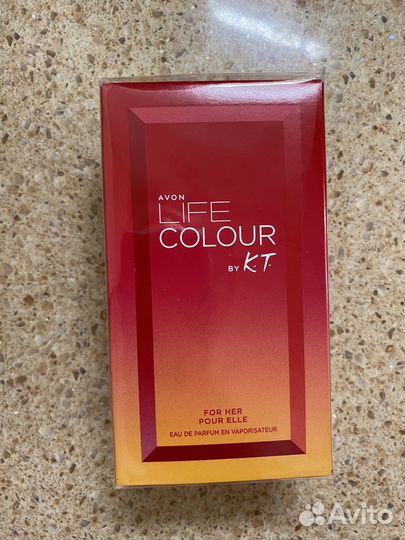 AVON
LIFE
COLOUR
BY K.T.
FOR HER
POUR ELLE
EAU DE PARFUM EN VAPORISATEUR
Avito